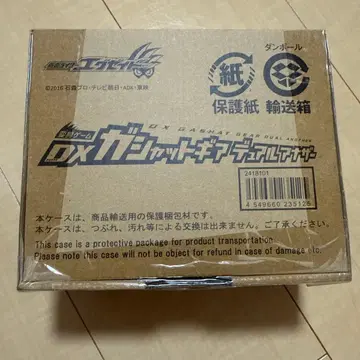 仮面ライダー
エグゼイド
©2016 石森プロ・テレビ朝日・ADK・東映
ダンボール
紙
保護紙 輸送箱
DX GASHAT GEAR DUAL ANOTHER
変身ゲーム
DXガシャットギアデュアルアナザー
2418101
4 549660 235126
本ケースは、商品輸送用の保護梱包材です。
本ケースは、つぶれ、汚れ等による交換は出来ません。ご了承ください。
This case is a protective package for product transportation.
Please note this case will not be object for refund in case of damage etc.